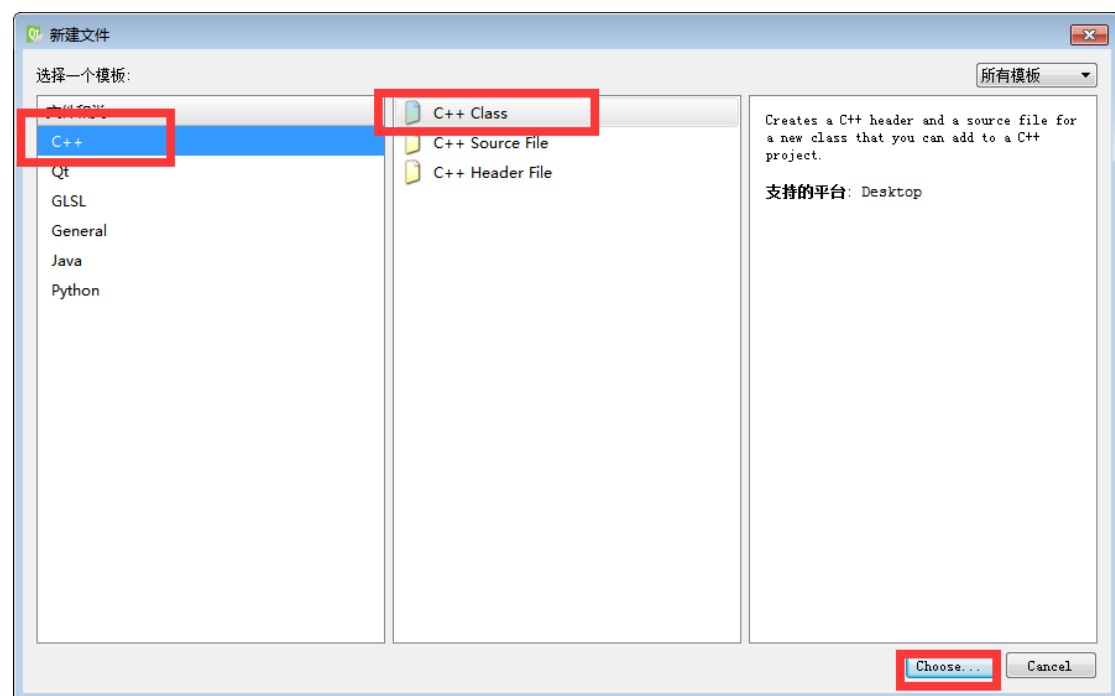 新建文件
选择一个模板:
所有模板
C++
Qt
GLSL
General
Java
Python
C++ Class
C++ Source File
C++ Header File
Creates a C++ header and a source file for
a new class that you can add to a C++
project.
支持的平台: Desktop
Choose...
Cancel